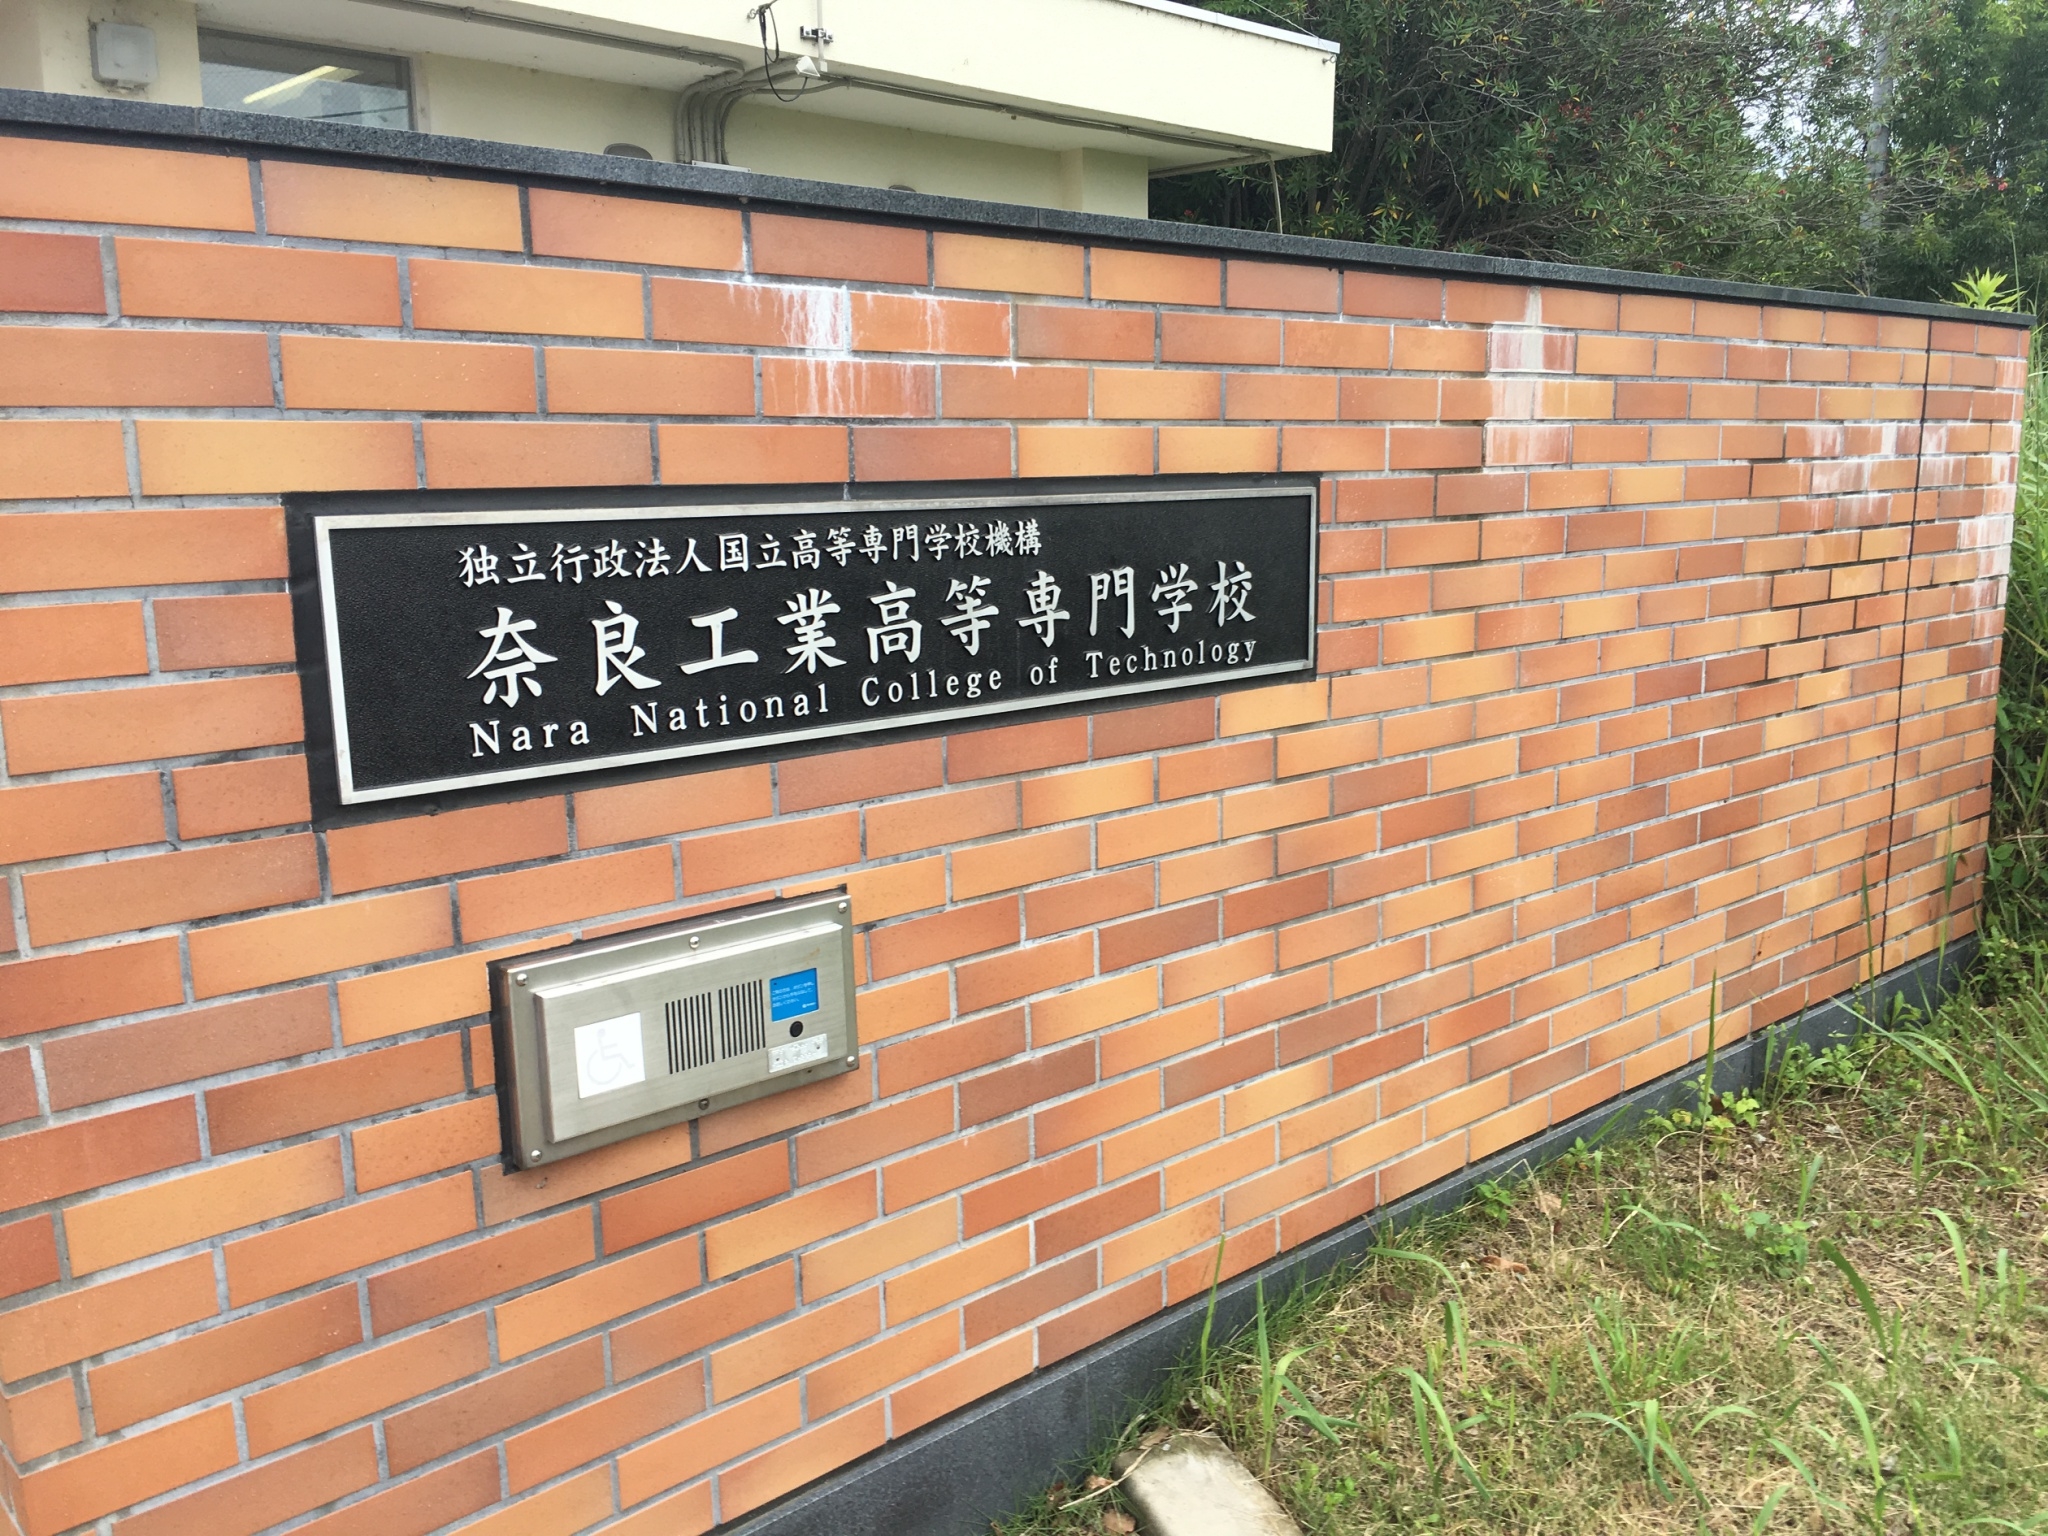 独立行政法人国立高等専門学校機構
奈良工業高等専門学校
Nara National College of Technology